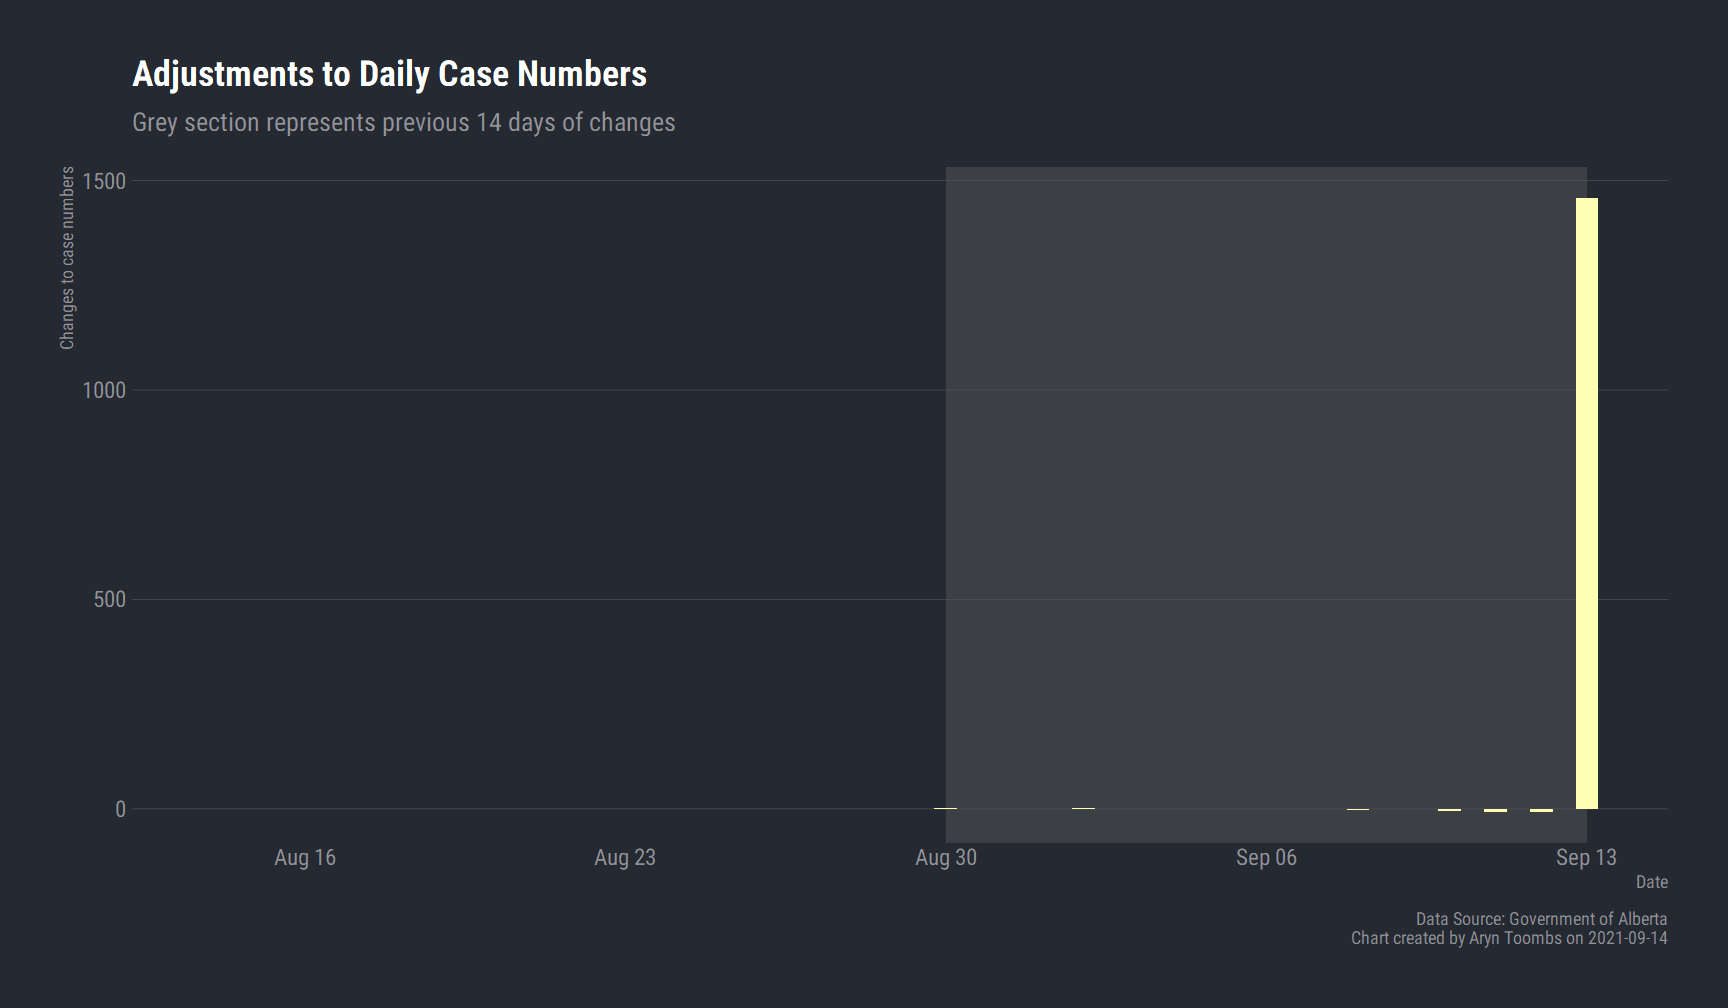 Adjustments to Daily Case Numbers
Grey section represents previous 14 days of changes
Changes to case numbers
1500
1000
500
0
Aug 16
Aug 23
Aug 30
Sep 06
Sep 13
Date
Data Source: Government of Alberta
Chart created by Aryn Toombs on 2021-09-14